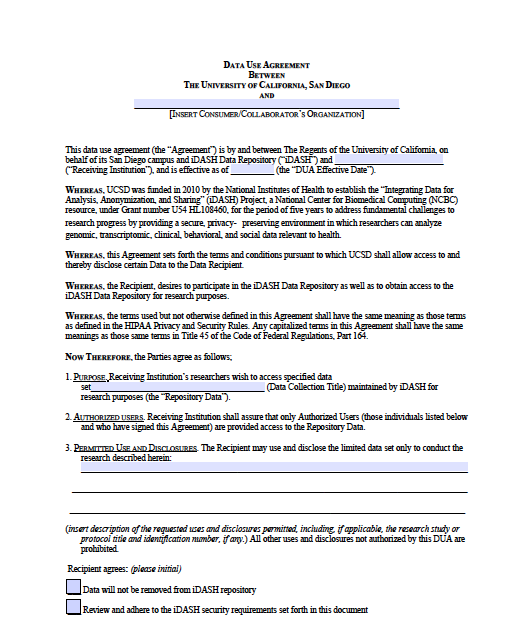 DATA USE AGREEMENT
BETWEEN
THE UNIVERSITY OF CALIFORNIA, SAN DIEGO
AND
[INSERT CONSUMER/COLLABORATOR'S ORGANIZATION]
This data use agreement (the “Agreement”) is by and between The Regents of the University of California, on
behalf of its San Diego campus and iDASH Data Repository (“iDASH”) and
(“Receiving Institution”), and is effective as of (the “DUA Effective Date”).
WHEREAS, UCSD was funded in 2010 by the National Institutes of Health to establish the “Integrating Data for
Analysis, Anonymization, and Sharing” (iDASH) Project, a National Center for Biomedical Computing (NCBC)
resource, under Grant number U54 HL108460, for the period of five years to address fundamental challenges to
research progress by providing a secure, privacy- preserving environment in which researchers can analyze
genomic, transcriptomic, clinical, behavioral, and social data relevant to health.
WHEREAS, this Agreement sets forth the terms and conditions pursuant to which UCSD shall allow access to and
thereby disclose certain Data to the Data Recipient.
WHEREAS, the Recipient, desires to participate in the iDASH Data Repository as well as to obtain access to the
iDASH Data Repository for research purposes.
WHEREAS, the terms used but not otherwise defined in this Agreement shall have the same meaning as those terms
as defined in the HIPAA Privacy and Security Rules. Any capitalized terms in this Agreement shall have the same
meanings as those same terms in Title 45 of the Code of Federal Regulations, Part 164.
NOW THEREFORE, the Parties agree as follows;
1. PURPOSE. Receiving Institution's researchers wish to access specified data
set (Data Collection Title) maintained by iDASH for
research purposes (the “Repository Data”).
2. AUTHORIZED USERS. Receiving Institution shall assure that only Authorized Users (those individuals listed below
and who have signed this Agreement) are provided access to the Repository Data.
3. PERMITTED USE AND DISCLOSURES. The Recipient may use and disclose the limited data set only to conduct the
research described herein:
(insert description of the requested uses and disclosures permitted, including, if applicable, the research study or
protocol title and identification number, if any.) All other uses and disclosures not authorized by this DUA are
prohibited.
Recipient agrees: (please initial)
Data will not be removed from iDASH repository
Review and adhere to the iDASH security requirements set forth in this document